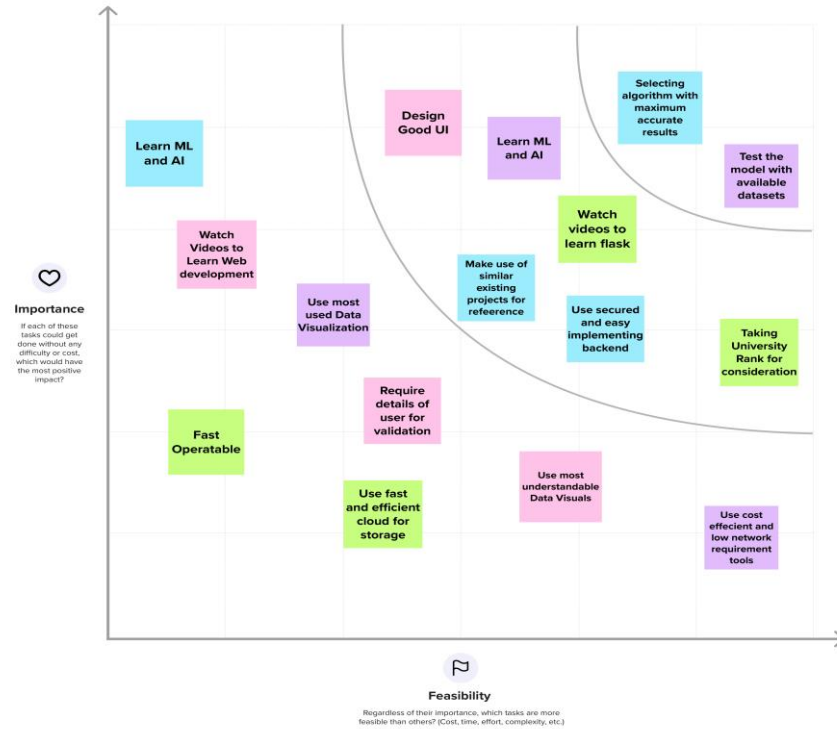 Selecting
algorithm with
maximum
accurate
results
Design
Good UI
Learn ML
and AI
Learn ML
and AI
Test the
model with
available
datasets
Watch
videos to
learn flask
Watch
Videos to
Learn Web
development
Make use of
similar
existing
projects for
refeerence
Use most
used Data
Visualization
Use secured
and easy
implementing
backend
Taking
University
Rank for
consideration
Importance
If each of these
tasks could get
done without any
difficulty or cost,
which would have
the most positive
impact?
Require
details of
user for
validation
Fast
Operatable
Use most
understandable
Data Visuals
Use fast
and efficient
cloud for
storage
Use cost
effecient and
low network
requirement
tools
Feasibility
Regardless of their importance, which tasks are more
feasible than others? (Cost, time, effort, complexity, etc.)